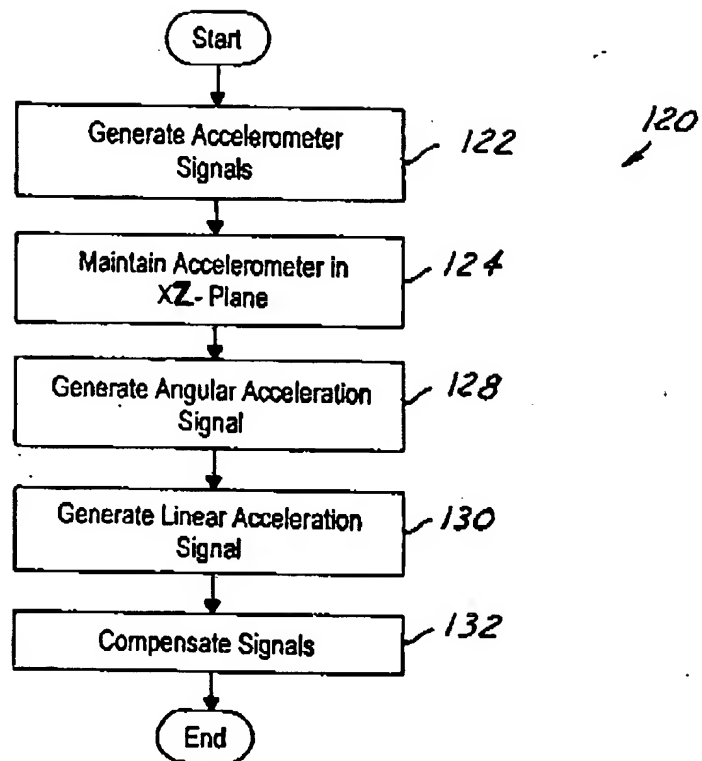 Start
Generate Accelerometer
Signals
122
120
Maintain Accelerometer in
XZ- Plane
124
Generate Angular Acceleration
Signal
128
Generate Linear Acceleration
Signal
130
Compensate Signals
132
End